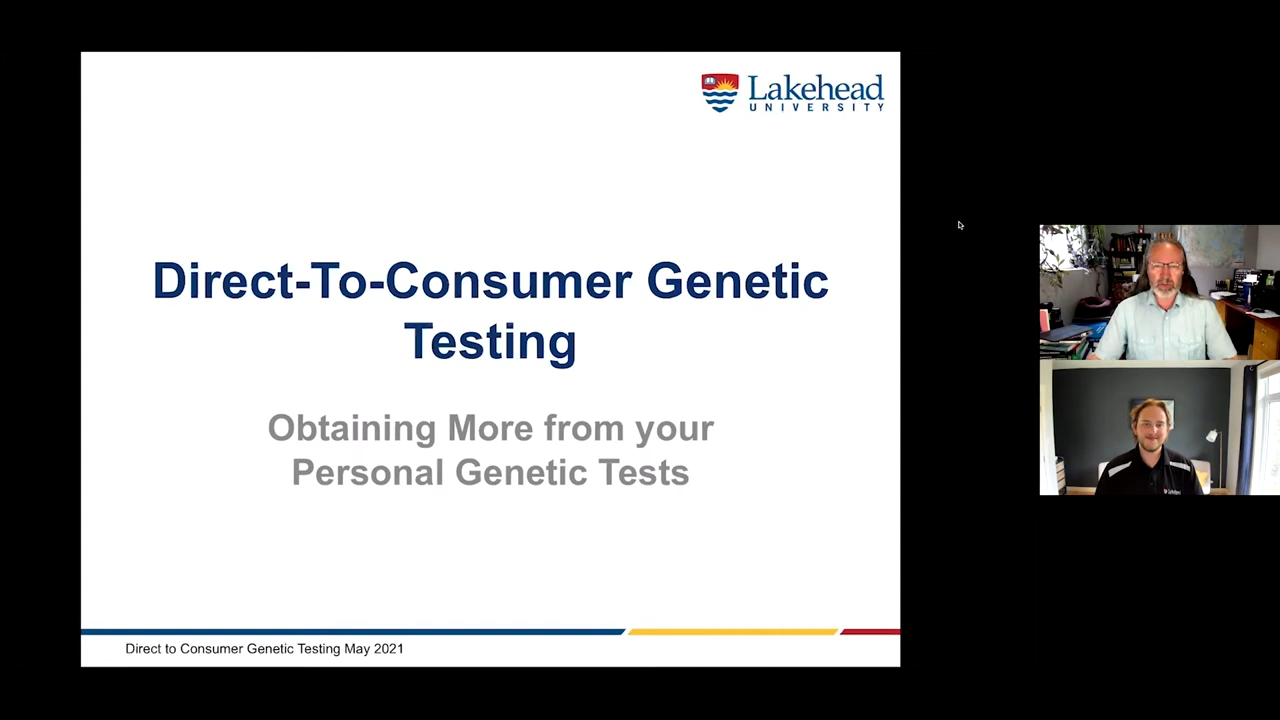 Lakehead
UNIVERSITY
Direct-To-Consumer Genetic
Testing
Obtaining More from your
Personal Genetic Tests
Direct to Consumer Genetic Testing May 2021